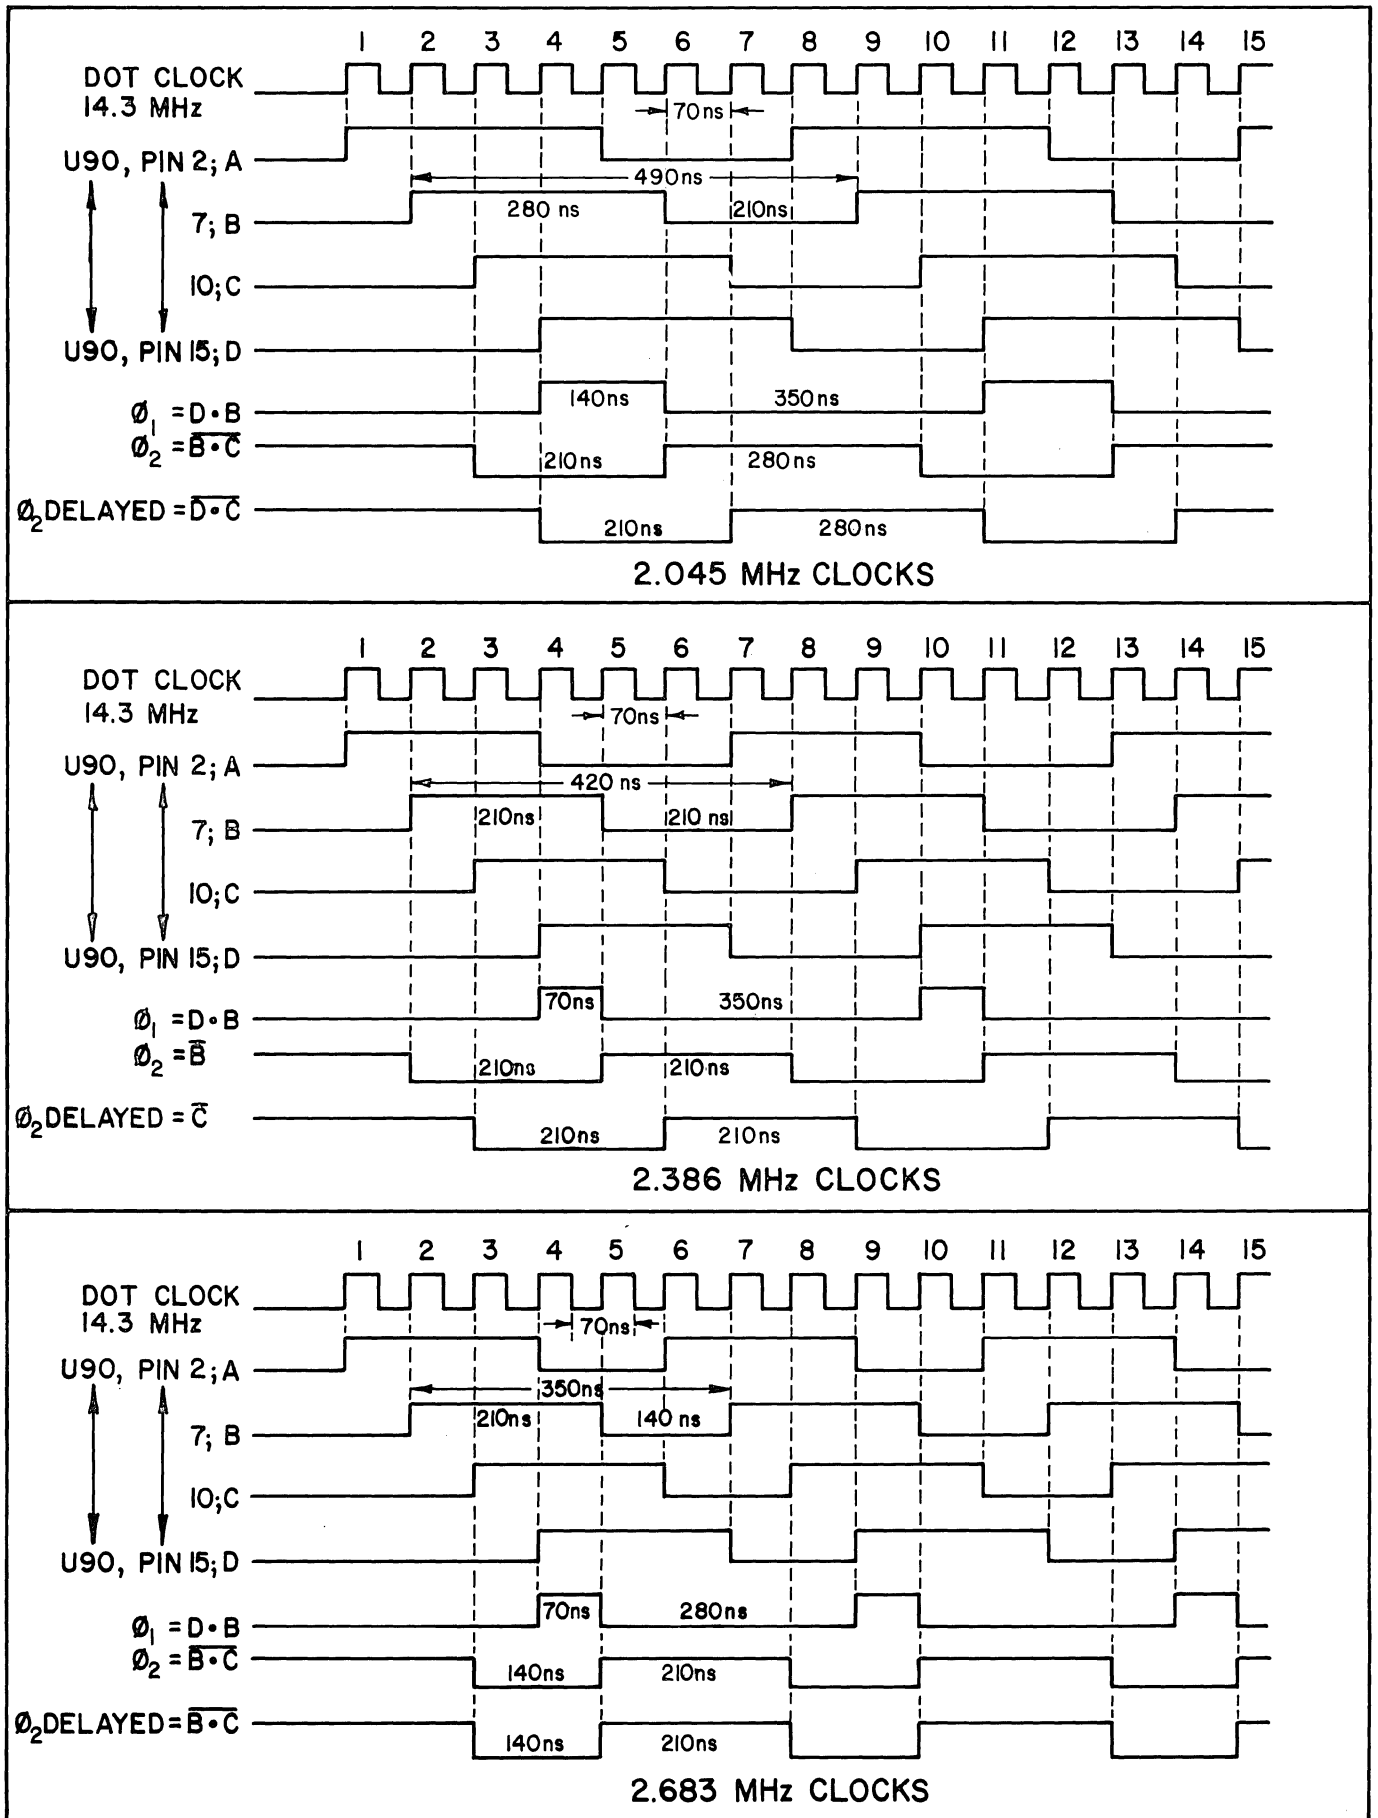 1 2 3 4 5 6 7 8 9 10 11 12 13 14 15
DOT CLOCK
14.3 MHz
70ns
U90, PIN 2; A
490ns
7; B
280 ns 210ns
10; C
U90, PIN 15; D
Ø₁ = D•B
140ns 350ns
Ø₂ = B̅•̅C̅
210ns 280ns
Ø₂ DELAYED = D̅•̅C̅
210ns 280ns
2.045 MHz CLOCKS
1 2 3 4 5 6 7 8 9 10 11 12 13 14 15
DOT CLOCK
14.3 MHz
70ns
U90, PIN 2; A
420 ns
7; B
210ns 210 ns
10; C
U90, PIN 15; D
Ø₁ = D•B
70ns 350ns
Ø₂ = B̅
210ns 210ns
Ø₂ DELAYED = C̅
210ns 210ns
2.386 MHz CLOCKS
1 2 3 4 5 6 7 8 9 10 11 12 13 14 15
DOT CLOCK
14.3 MHz
70ns
U90, PIN 2; A
350ns
7; B
210ns 140 ns
10; C
U90, PIN 15; D
Ø₁ = D•B
70ns 280ns
Ø₂ = B̅•̅C̅
140ns 210ns
Ø₂ DELAYED = B̅•̅C̅
140ns 210ns
2.683 MHz CLOCKS